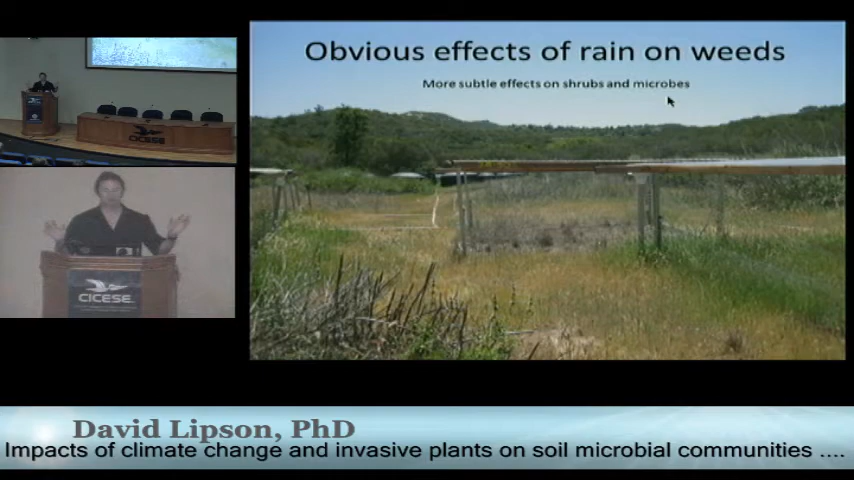 Obvious effects of rain on weeds
More subtle effects on shrubs and microbes
CICESE
CICESE
David Lipson, PhD
Impacts of climate change and invasive plants on soil microbial communities ....